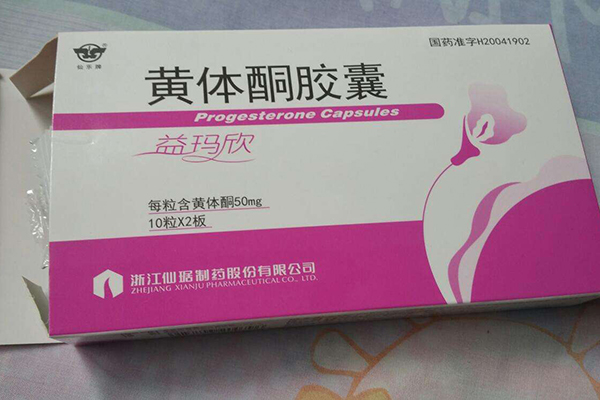 仙乐牌
国药准字H20041902
黄体酮胶囊
Progesterone Capsules
益玛欣
每粒含黄体酮50mg
10粒X2板
浙江仙琚制药股份有限公司
ZHEJIANG XIANJU PHARMACEUTICAL CO., LTD.